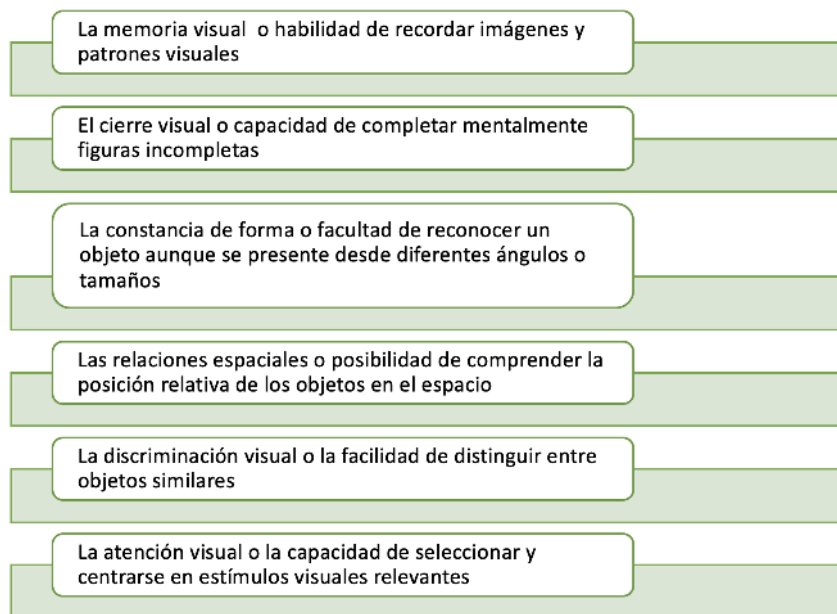 La memoria visual o habilidad de recordar imágenes y
patrones visuales
El cierre visual o capacidad de completar mentalmente
figuras incompletas
La constancia de forma o facultad de reconocer un
objeto aunque se presente desde diferentes ángulos o
tamaños
Las relaciones espaciales o posibilidad de comprender la
posición relativa de los objetos en el espacio
La discriminación visual o la facilidad de distinguir entre
objetos similares
La atención visual o la capacidad de seleccionar y
centrarse en estímulos visuales relevantes